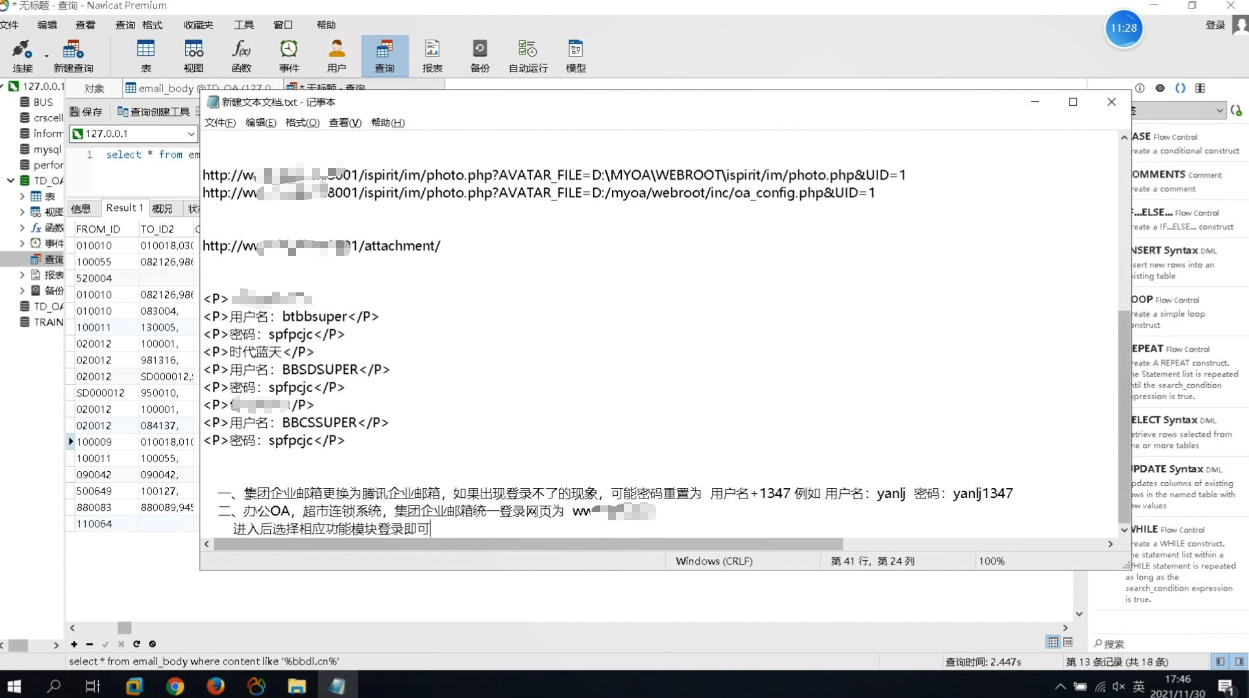 * 无标题 - 查询 - Navicat Premium
文件 编辑 查看 查询 格式 收藏夹 工具 窗口 帮助
登录
11:28
连接 新建查询 表 视图 函数 事件 用户 查询 报表 备份 自动运行 模型
127.0.0.1
BUS
crscell
inform
mysql
perfor
TD_OA
表
视图
函数
事件
查询
报表
备份
TD_OA
TRAIN
对象 email_body @TD_OA (127.0 * 无标题 - 查询
保存 查询创建工具
127.0.0.1
1 select * from em
信息 Result 1 概况 状
FROM_ID TO_ID2
010010 010018,030
100055 082126,986
520004
010010 082126,986
010010 083004,
100011 130005,
020012 100001,
020012 981316,
020012 SD000012,
SD000012 950010,
020012 100001,
020012 084137,
100009 010018,010
100011 100055,
090042 090042,
500649 100127,
880083 880089,945
110064
新建文本文档.txt - 记事本
文件(F) 编辑(E) 格式(O) 查看(V) 帮助(H)
http://w 8001/ispirit/im/photo.php?AVATAR_FILE=D:\MYOA\WEBROOT\ispirit/im/photo.php&UID=1
http://ww 8001/ispirit/im/photo.php?AVATAR_FILE=D:/myoa/webroot/inc/oa_config.php&UID=1
http://ww 1/attachment/
<P>
<P>用户名：btbbsuper</P>
<P>密码：spfpcjc</P>
<P>时代蓝天</P>
<P>用户名：BBSDSUPER</P>
<P>密码：spfpcjc</P>
<P> /P>
<P>用户名：BBCSSUPER</P>
<P>密码：spfpcjc</P>
一、集团企业邮箱更换为腾讯企业邮箱，如果出现登录不了的现象，可能密码重置为 用户名+1347 例如 用户名：yanlj 密码：yanlj1347
二、办公OA，超市连锁系统，集团企业邮箱统一登录网页为 ww
进入后选择相应功能模块登录即可
Windows (CRLF) 第 41 行，第 24 列 100%
ASE Flow Control
reate a conditional construct
OMMENTS Comment
reate a comment
F...ELSE... Flow Control
reate a IF...ELSE... construct
NSERT Syntax DML
sert new rows into an
isting table
OOP Flow Control
reate a simple loop
nstruct
EPEAT Flow Control
reate A REPEAT construct.
he Statement list is repeated
ntil the search_condition
xpression is true.
ELECT Syntax DML
etrieve rows selected from
ne or more tables
UPDATE Syntax DML
pdates columns of existing
ws in the named table with
ew values
WHILE Flow Control
reate a WHILE construct.
he statement list within a
WHILE statement is repeated
as long as the
search_condition expression
is true.
搜索
select * from email_body where content like '%bbdl.cn%' 查询时间: 2.447s 第 13 条记录 (共 18 条)
英 17:46
2021/11/30
1